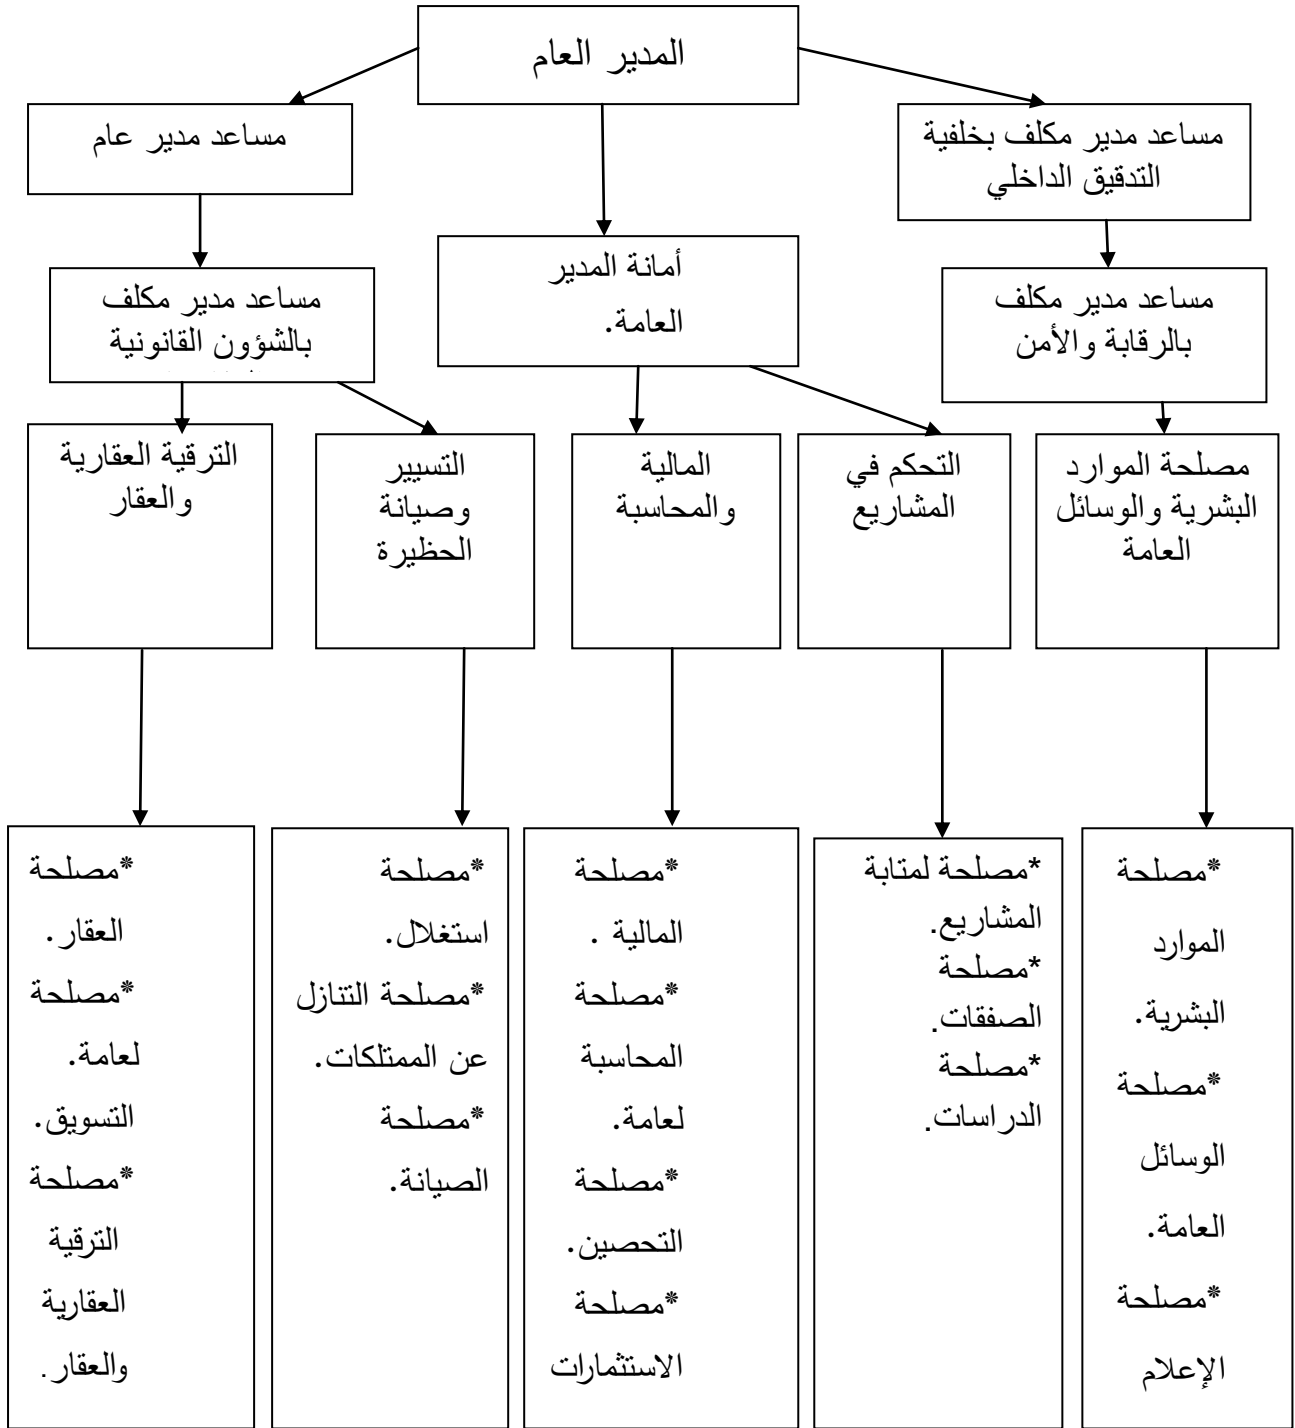 المدير العام
مساعد مدير مكلف بخلفية
التدقيق الداخلي
مساعد مدير عام
أمانة المدير
العامة.
مساعد مدير مكلف
بالرقابة والأمن
مساعد مدير مكلف
بالشؤون القانونية
مصلحة الموارد
البشرية والوسائل
العامة
التحكم في
المشاريع
المالية
والمحاسبة
التسيير
وصيانة
الحظيرة
الترقية العقارية
والعقار
*مصلحة
الموارد
البشرية.
*مصلحة
الوسائل
العامة.
*مصلحة
الإعلام
*مصلحة لمتابة
المشاريع.
*مصلحة
الصفقات.
*مصلحة
الدراسات.
*مصلحة
المالية .
*مصلحة
المحاسبة
لعامة.
*مصلحة
التحصين.
*مصلحة
الاستثمارات
*مصلحة
استغلال.
*مصلحة التنازل
عن الممتلكات.
*مصلحة
الصيانة.
*مصلحة
العقار.
*مصلحة
لعامة.
التسويق.
*مصلحة
الترقية
العقارية
والعقار.